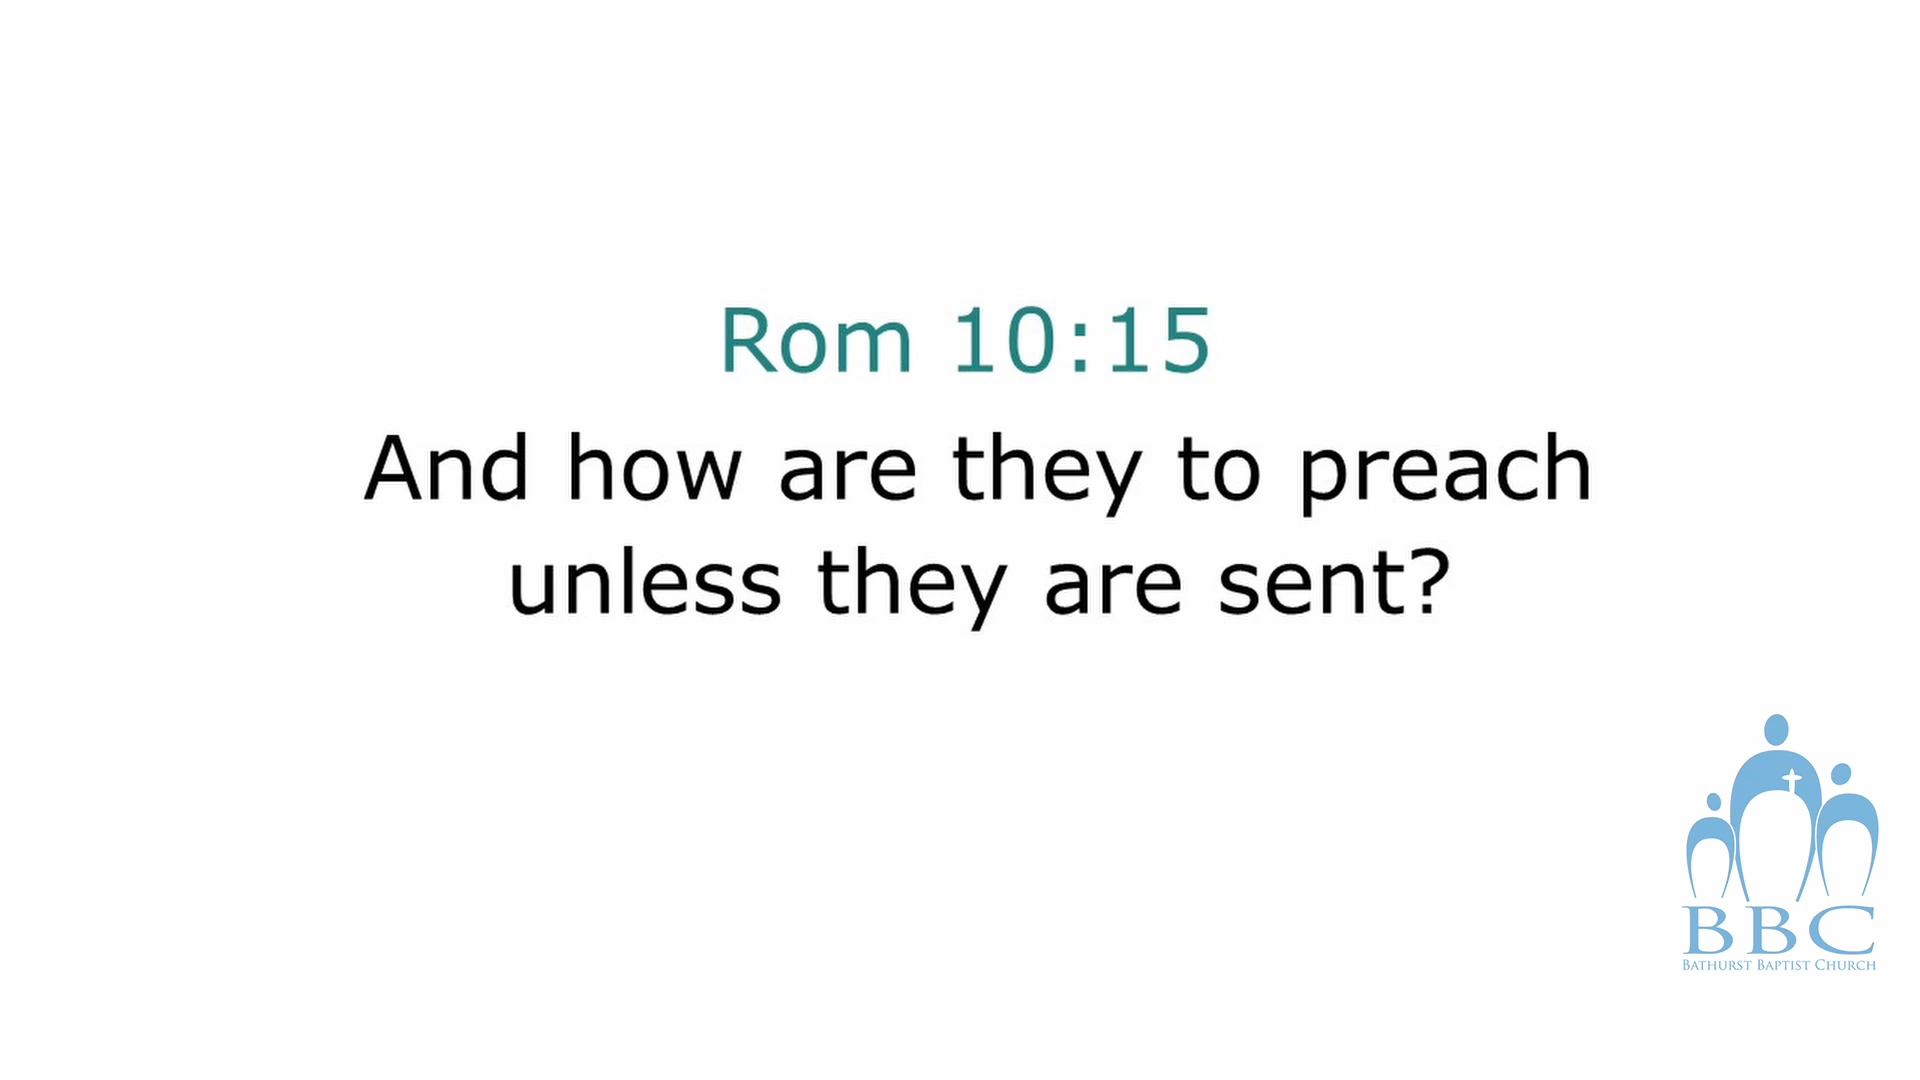 Rom 10:15
And how are they to preach
unless they are sent?
BBC
BATHURST BAPTIST CHURCH